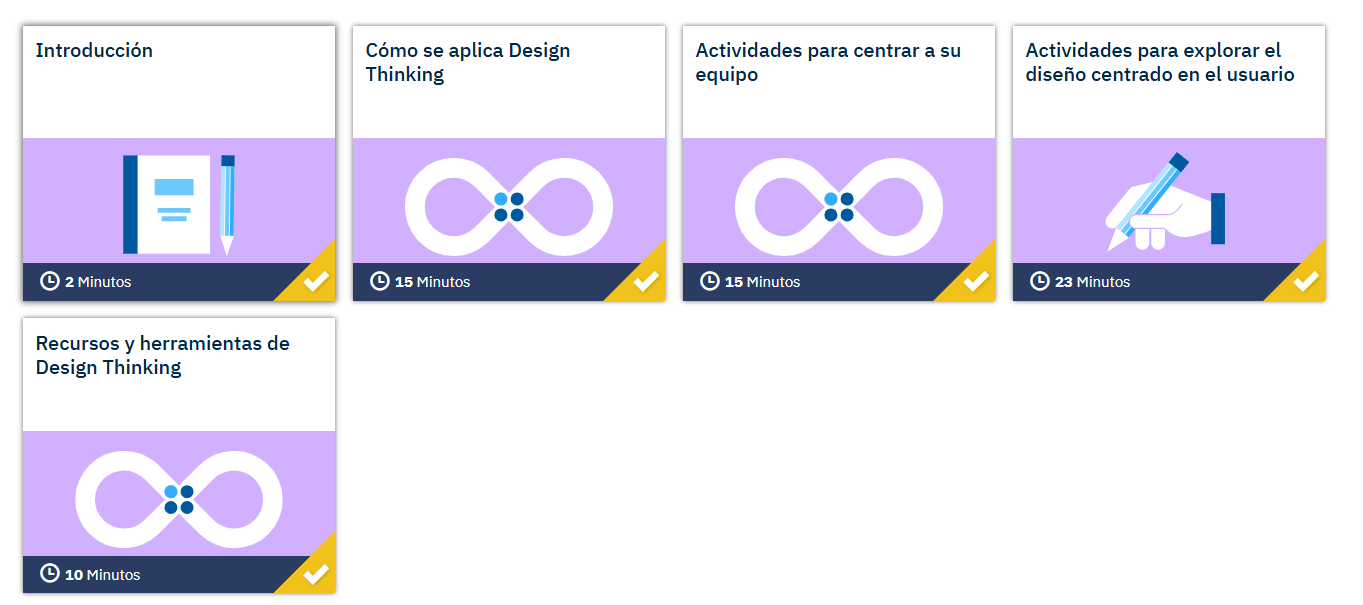 Introducción
2 Minutos
Cómo se aplica Design
Thinking
15 Minutos
Actividades para centrar a su
equipo
15 Minutos
Actividades para explorar el
diseño centrado en el usuario
23 Minutos
Recursos y herramientas de
Design Thinking
10 Minutos